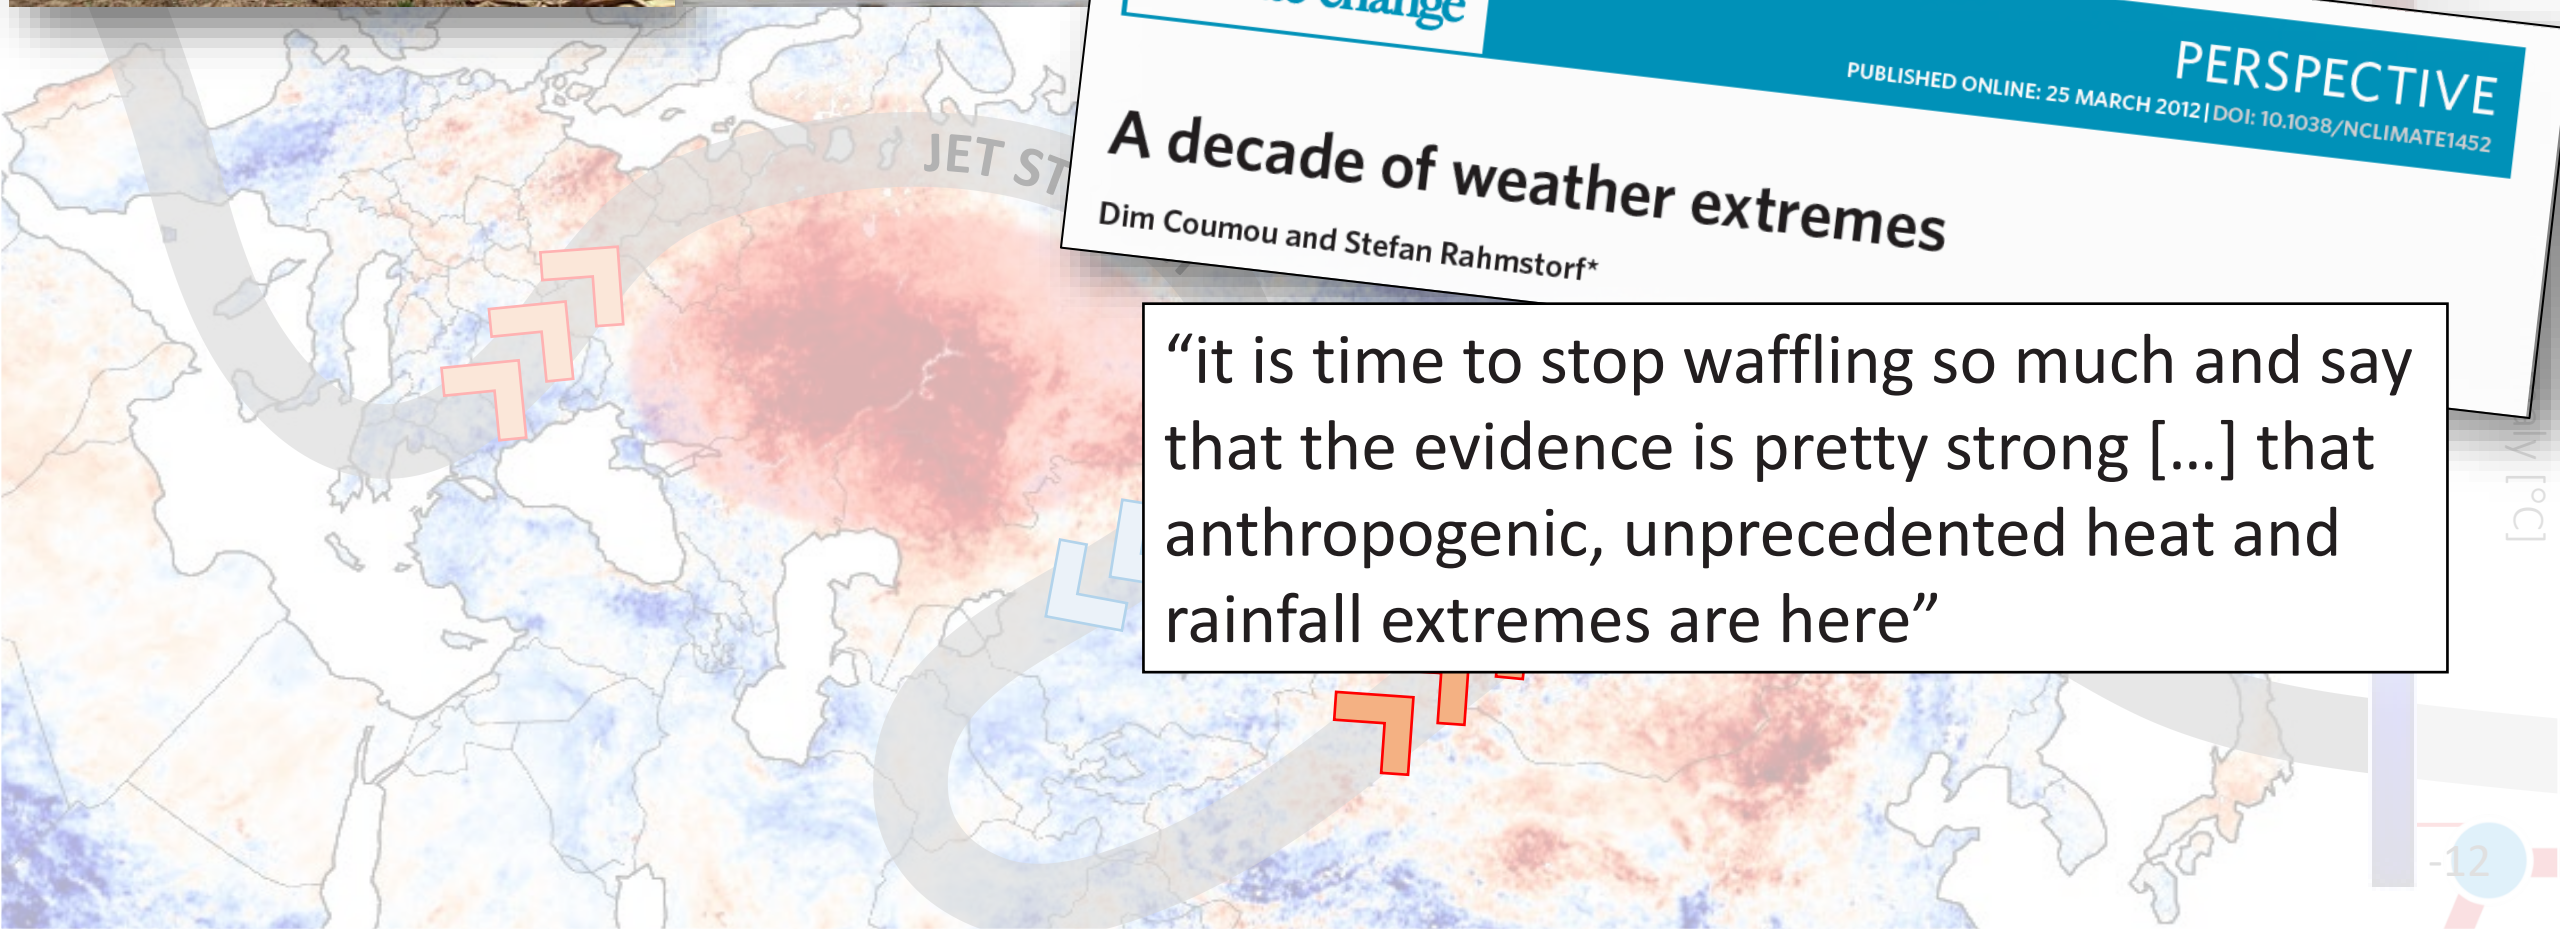 change
PERSPECTIVE
PUBLISHED ONLINE: 25 MARCH 2012 | DOI: 10.1038/NCLIMATE1452
A decade of weather extremes
Dim Coumou and Stefan Rahmstorf*
JET ST
“it is time to stop waffling so much and say
that the evidence is pretty strong […] that
anthropogenic, unprecedented heat and
rainfall extremes are here”
[°C]
-12